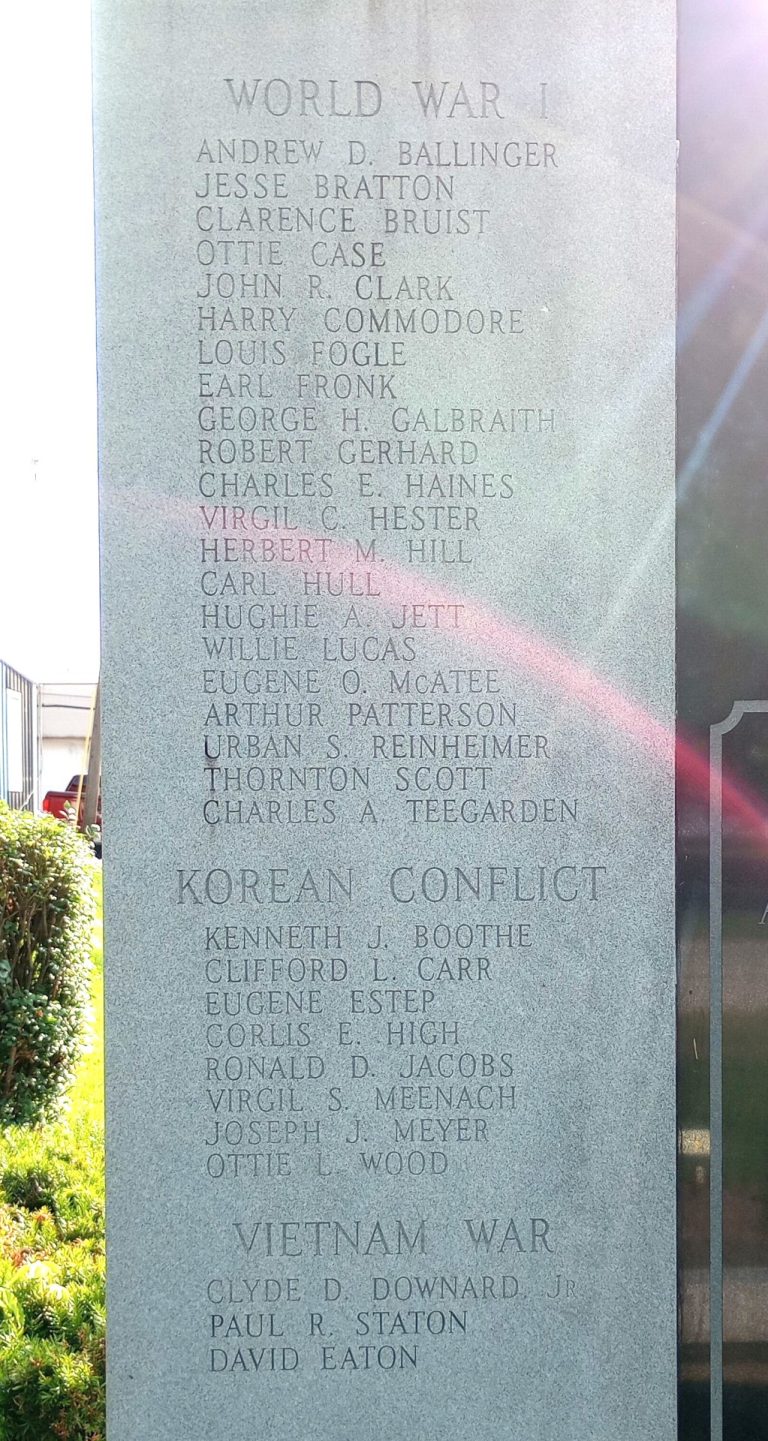 WORLD WAR I
ANDREW D. BALLINGER
JESSE BRATTON
CLARENCE BRUIST
OTTIE CASE
JOHN R. CLARK
HARRY COMMODORE
LOUIS FOGLE
EARL FRONK
GEORGE H. GALBRAITH
ROBERT GERHARD
CHARLES E. HAINES
VIRGIL C. HESTER
HERBERT M. HILL
CARL HULL
HUGHIE A. JETT
WILLIE LUCAS
EUGENE O. McATEE
ARTHUR PATTERSON
URBAN S. REINHEIMER
THORNTON SCOTT
CHARLES A. TEEGARDEN
KOREAN CONFLICT
KENNETH J. BOOTHE
CLIFFORD L. CARR
EUGENE ESTEP
CORLIS E. HIGH
RONALD D. JACOBS
VIRGIL S. MEENACH
JOSEPH J. MEYER
OTTIE L. WOOD
VIETNAM WAR
CLYDE D. DOWNARD. JR
PAUL R. STATON
DAVID EATON